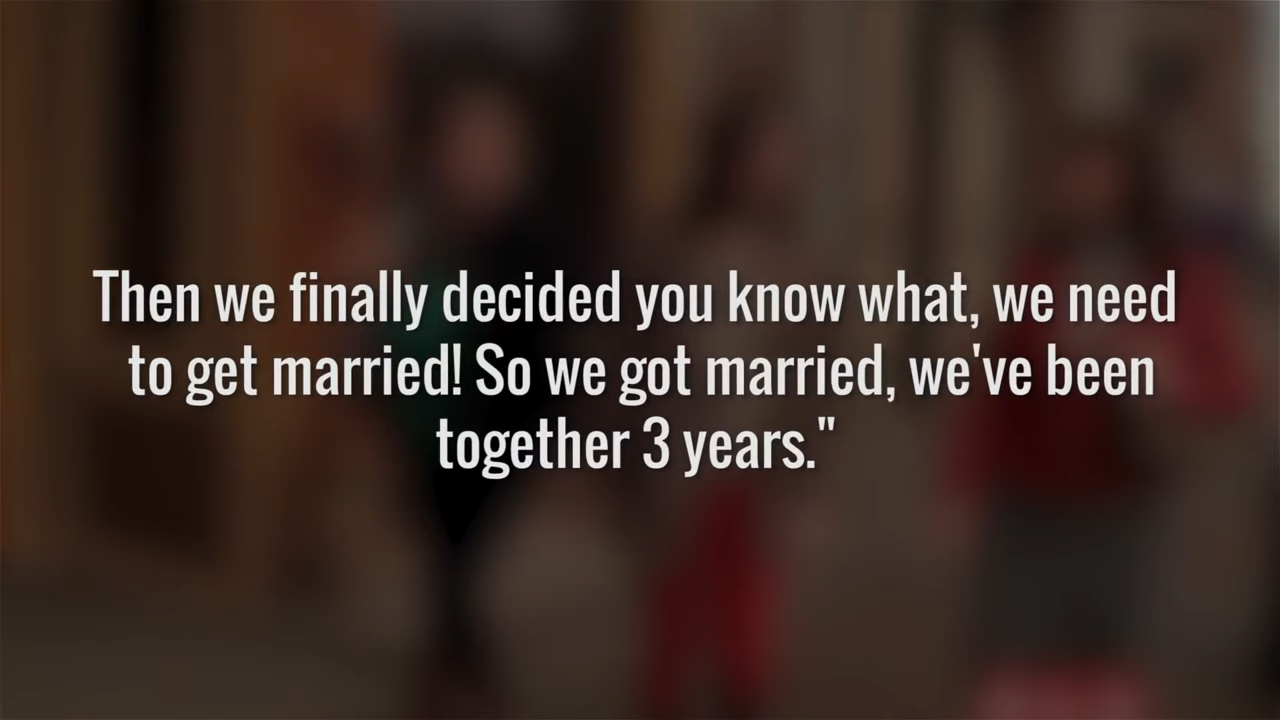 Then we finally decided you know what, we need
to get married! So we got married, we've been
together 3 years."